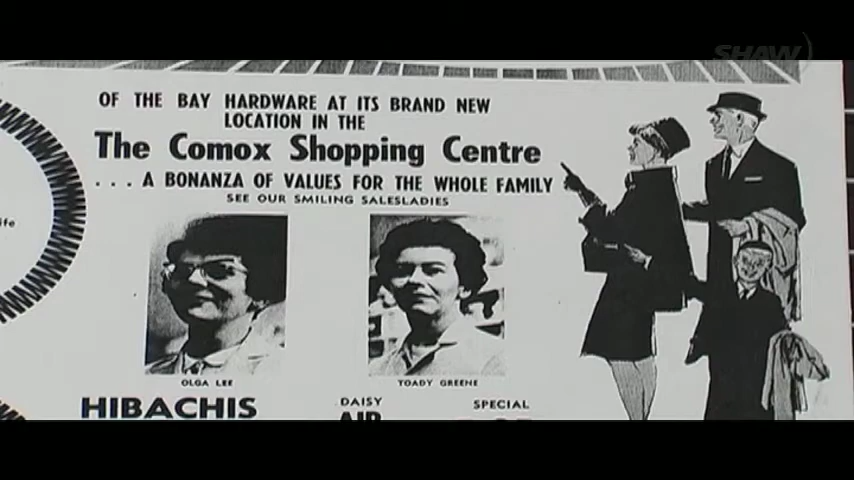 SHAW)
OF THE BAY HARDWARE AT ITS BRAND NEW
LOCATION IN THE
The Comox Shopping Centre
. . . A BONANZA OF VALUES FOR THE WHOLE FAMILY
SEE OUR SMILING SALESLADIES
OLGA LEE
TOADY GREENE
HIBACHIS
DAISY
AIR
SPECIAL